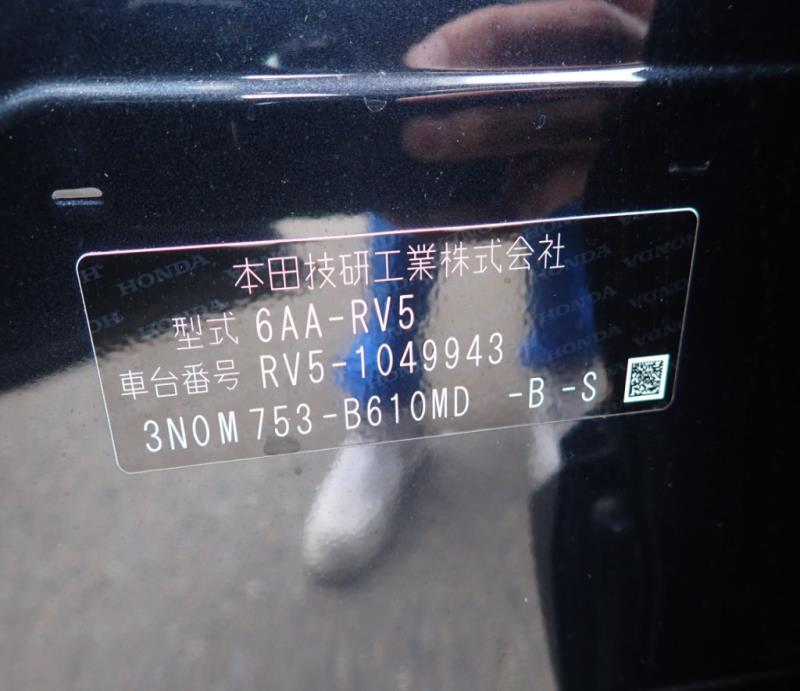 本田技研工業株式会社
型式 6AA-RV5
車台番号 RV5-1049943
3N0M753-B610MD -B -S